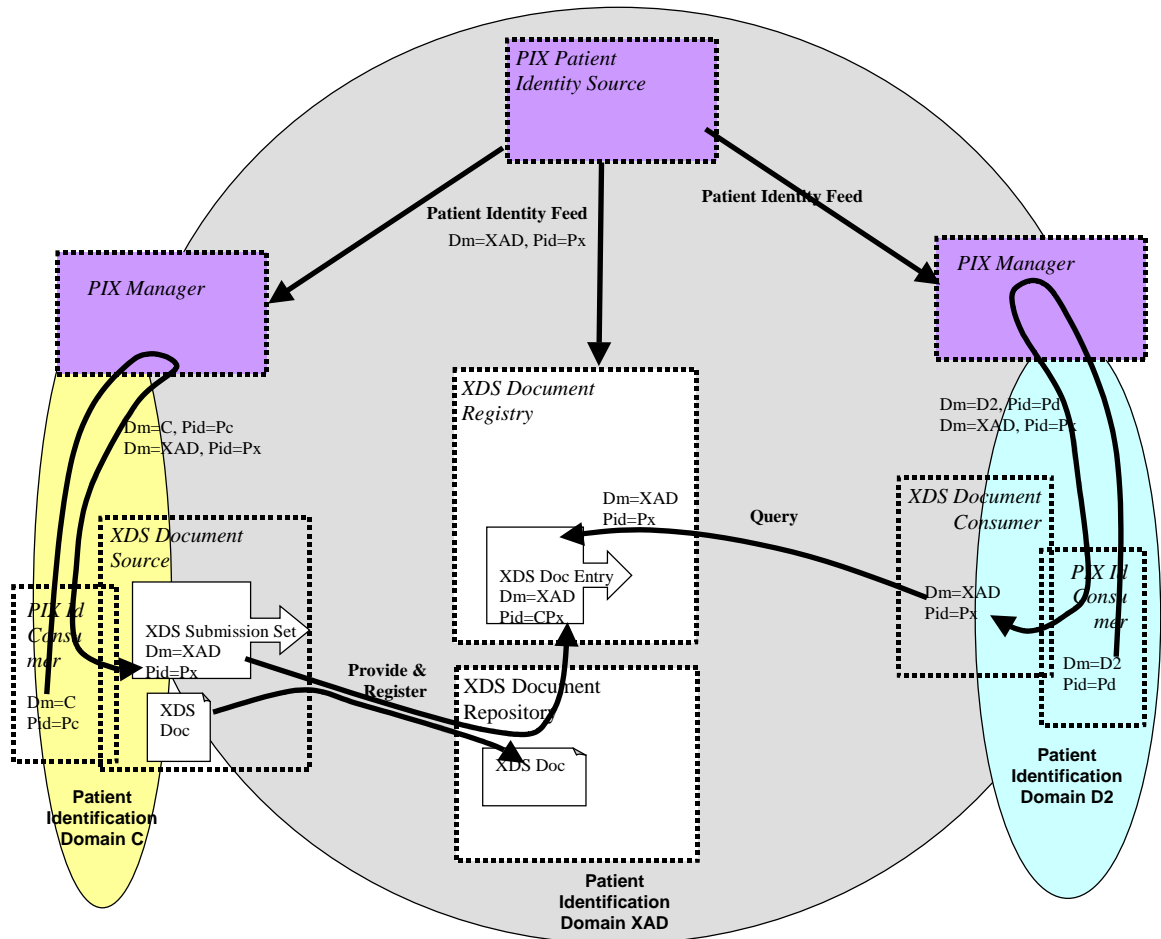 PIX Patient
Identity Source
Patient Identity Feed
Dm=XAD, Pid=Px
Patient Identity Feed
PIX Manager
PIX Manager
Dm=C, Pid=Pc
Dm=XAD, Pid=Px
XDS Document
Registry
Dm=D2, Pid=Pd
Dm=XAD, Pid=Px
Dm=XAD
Pid=Px
Query
XDS Document
Consumer
XDS Document
Source
XDS Doc Entry
Dm=XAD
Pid=CPx
Dm=XAD
Pid=Px
PIX Id
Consu
mer
PIX Id
Consu
mer
XDS Submission Set
Dm=XAD
Pid=Px
Dm=D2
Pid=Pd
Provide &
Register
Dm=C
Pid=Pc
XDS
Doc
XDS Document
Repository
XDS Doc
Patient
Identification
Domain C
Patient
Identification
Domain D2
Patient
Identification
Domain XAD